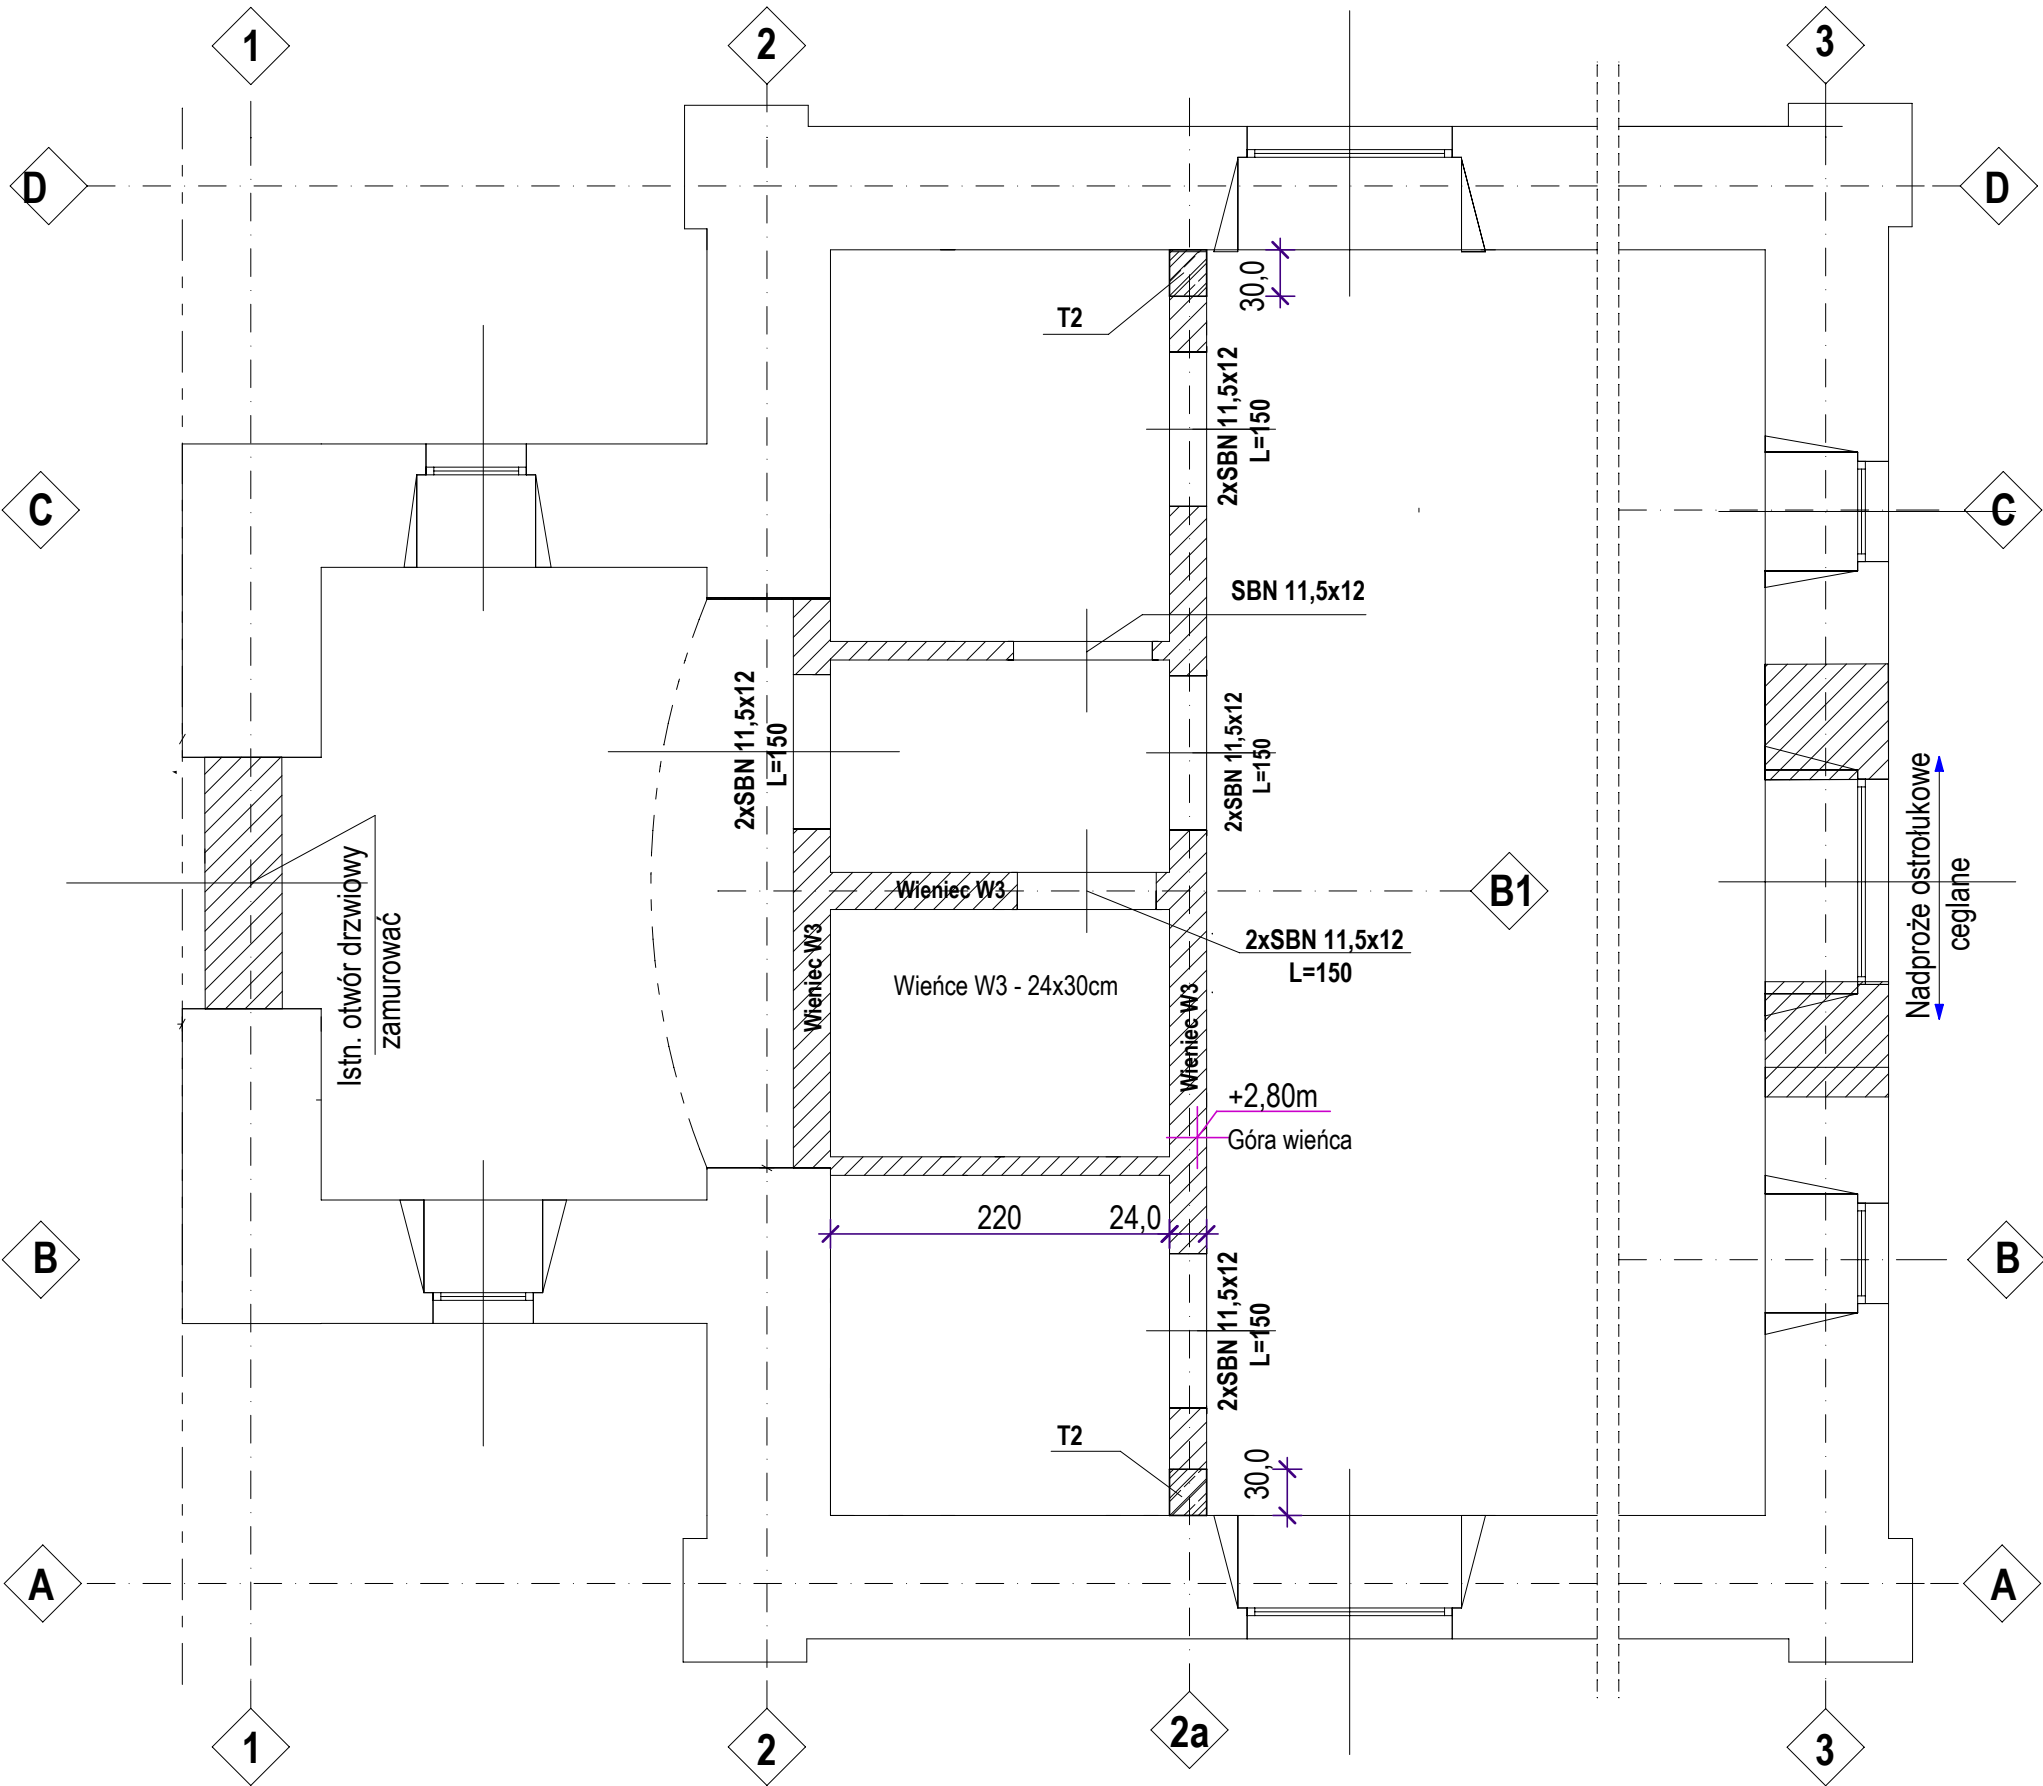 1
2
3
D
D
30,0
T2
2xSBN 11,5x12
L=150
C
C
SBN 11,5x12
2xSBN 11,5x12
L=150
2xSBN 11,5x12
L=150
Nadproże ostrołukowe
ceglane
Istn. otwór drzwiowy
zamurować
Wieniec W3
B1
Wieniec W3
2xSBN 11,5x12
L=150
Wieńce W3 - 24x30cm
Wieniec W3
+2,80m
Góra wieńca
220
24,0
B
B
2xSBN 11,5x12
L=150
T2
30,0
A
A
1
2
2a
3